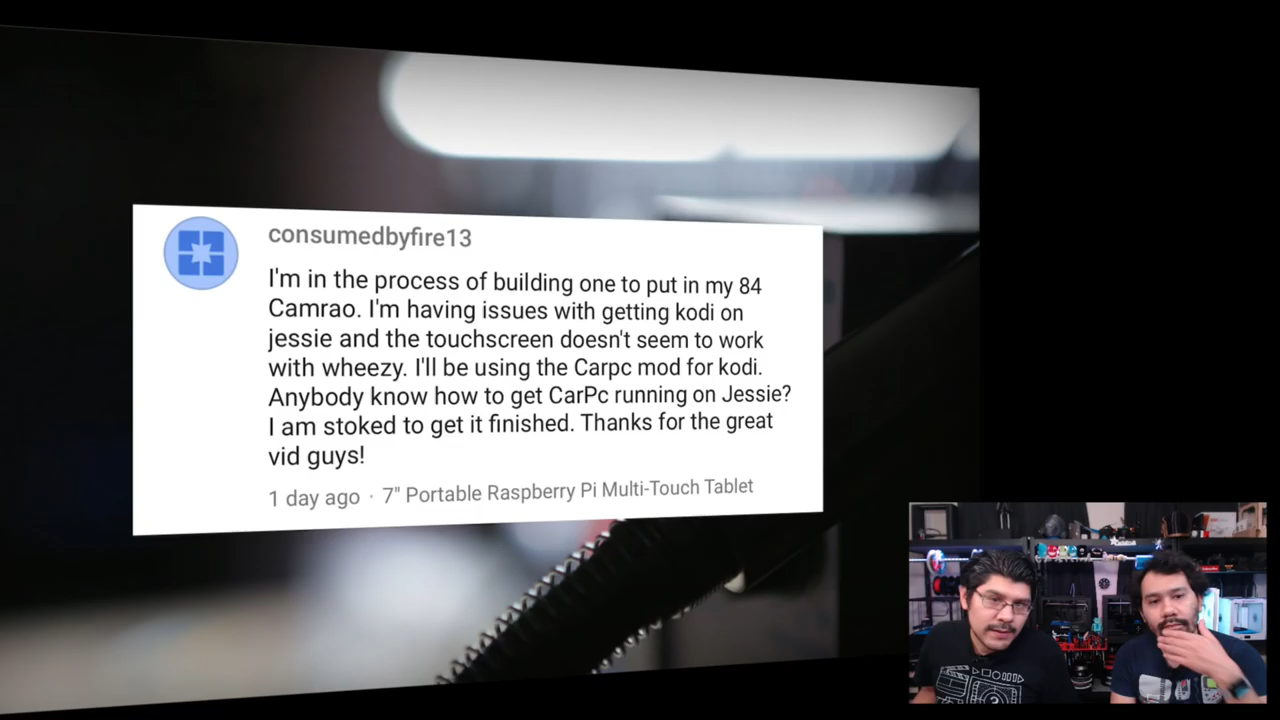 consumedbyfire13
I'm in the process of building one to put in my 84
Camrao. I'm having issues with getting kodi on
jessie and the touchscreen doesn't seem to work
with wheezy. I'll be using the Carpc mod for kodi.
Anybody know how to get CarPc running on Jessie?
I am stoked to get it finished. Thanks for the great
vid guys!
1 day ago · 7" Portable Raspberry Pi Multi-Touch Tablet